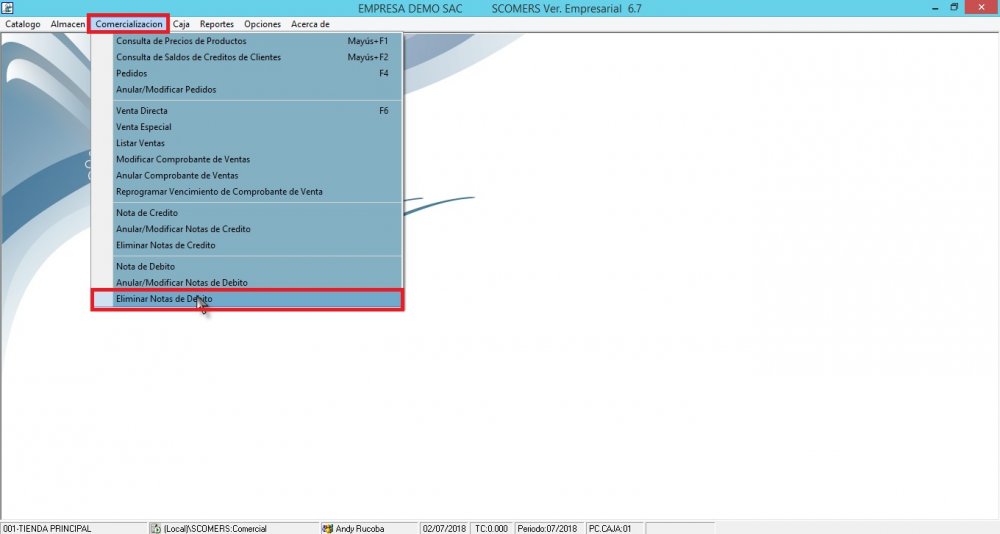 EMPRESA DEMO SAC SCOMERS Ver. Empresarial 6.7
Catalogo Almacen Comercializacion Caja Reportes Opciones Acerca de
Consulta de Precios de Productos Mayús+F1
Consulta de Saldos de Creditos de Clientes Mayús+F2
Pedidos F4
Anular/Modificar Pedidos
Venta Directa F6
Venta Especial
Listar Ventas
Modificar Comprobante de Ventas
Anular Comprobante de Ventas
Reprogramar Vencimiento de Comprobante de Venta
Nota de Credito
Anular/Modificar Notas de Credito
Eliminar Notas de Credito
Nota de Debito
Anular/Modificar Notas de Debito
Eliminar Notas de Debito
001-TIENDA PRINCIPAL (Local)\SCOMERS:Comercial Andy Rucoba 02/07/2018 TC:0.000 Periodo:07/2018 PC.CAJA:01